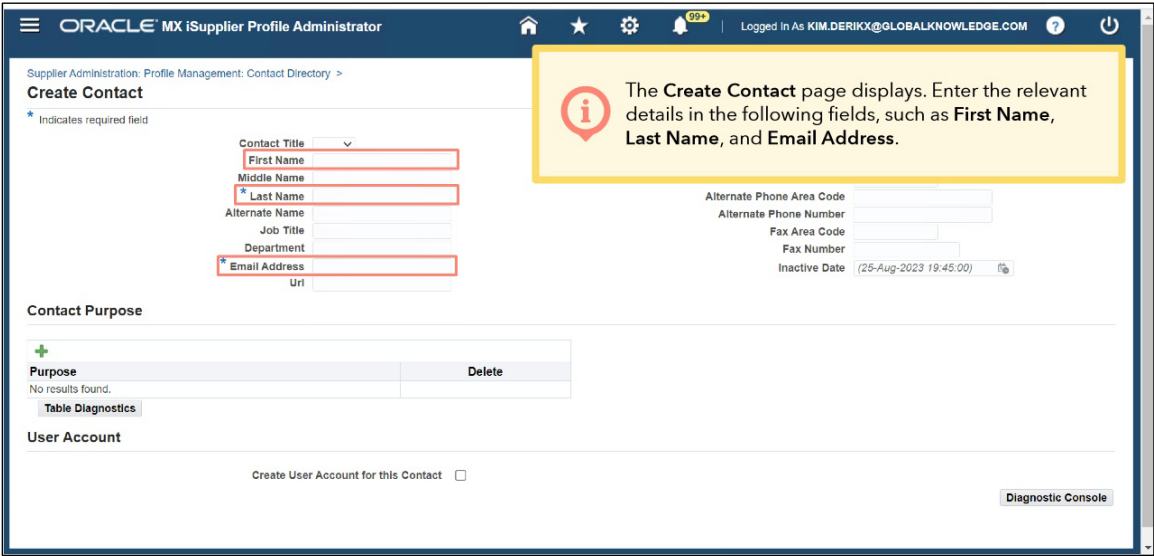 ORACLE MX iSupplier Profile Administrator
99+
Logged In As KIM.DERIKX@GLOBALKNOWLEDGE.COM
?
Supplier Administration: Profile Management: Contact Directory >
Create Contact
* Indicates required field
The Create Contact page displays. Enter the relevant
details in the following fields, such as First Name,
Last Name, and Email Address.
Contact Title
First Name
Middle Name
* Last Name
Alternate Name
Job Title
Department
* Email Address
Url
Alternate Phone Area Code
Alternate Phone Number
Fax Area Code
Fax Number
Inactive Date (25-Aug-2023 19:45:00)
Contact Purpose
Purpose Delete
No results found.
Table Diagnostics
User Account
Create User Account for this Contact
Diagnostic Console